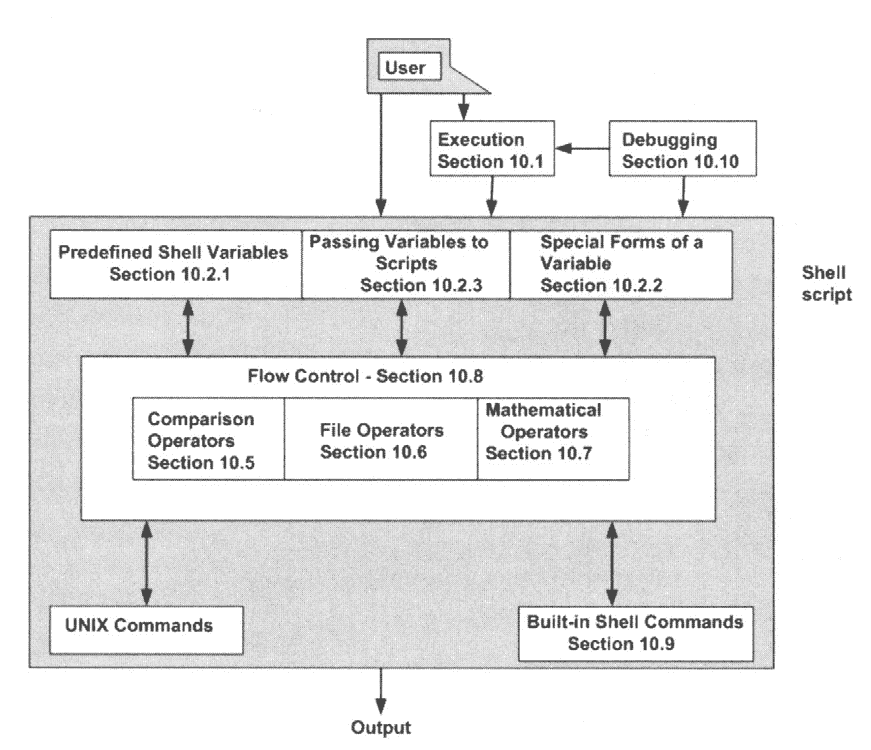 User
Execution
Section 10.1
Debugging
Section 10.10
Predefined Shell Variables
Section 10.2.1
Passing Variables to
Scripts
Section 10.2.3
Special Forms of a
Variable
Section 10.2.2
Shell
script
Flow Control - Section 10.8
Comparison
Operators
Section 10.5
File Operators
Section 10.6
Mathematical
Operators
Section 10.7
UNIX Commands
Built-in Shell Commands
Section 10.9
Output